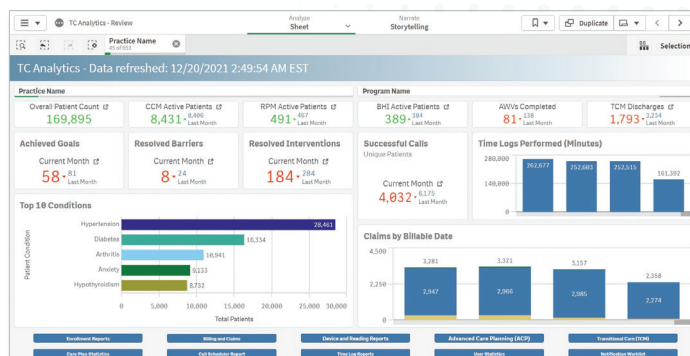 TC Analytics - Review
Analyze
Sheet
Narrate
Storytelling
Duplicate
Practice Name
45 of 653
Selection
TC Analytics - Data refreshed: 12/20/2021 2:49:54 AM EST
Practice Name
Program Name
Overall Patient Count
169,895
CCM Active Patients
8,431 8,406
Last Month
RPM Active Patients
491 467
Last Month
BHI Active Patients
389 384
Last Month
AWVs Completed
81 138
Last Month
TCM Discharges
1,793 3,234
Last Month
Achieved Goals
Current Month
58 81
Last Month
Resolved Barriers
Current Month
8 24
Last Month
Resolved Interventions
Current Month
184 284
Last Month
Successful Calls
Unique Patients
Current Month
4,032 6,175
Last Month
Time Logs Performed (Minutes)
280,000
140,000
0
262,677
252,603
252,515
161,392
Top 10 Conditions
Patient Condition
Hypertension
28,461
Diabetes
16,334
Arthritis
10,941
Anxiety
9,133
Hypothyroidism
8,732
0
5,000
10,000
15,000
20,000
25,000
30,000
Total Patients
Claims by Billable Date
4,500
2,250
0
3,281
3,321
3,157
2,358
2,947
2,966
2,985
2,274
Enrollment Reports
Billing and Claims
Device and Reading Reports
Advanced Care Planning (ACP)
Transitional Care (TCM)
Care Plan Statistics
Call Scheduler Report
Time Log Reports
User Statistics
Notification Worklist